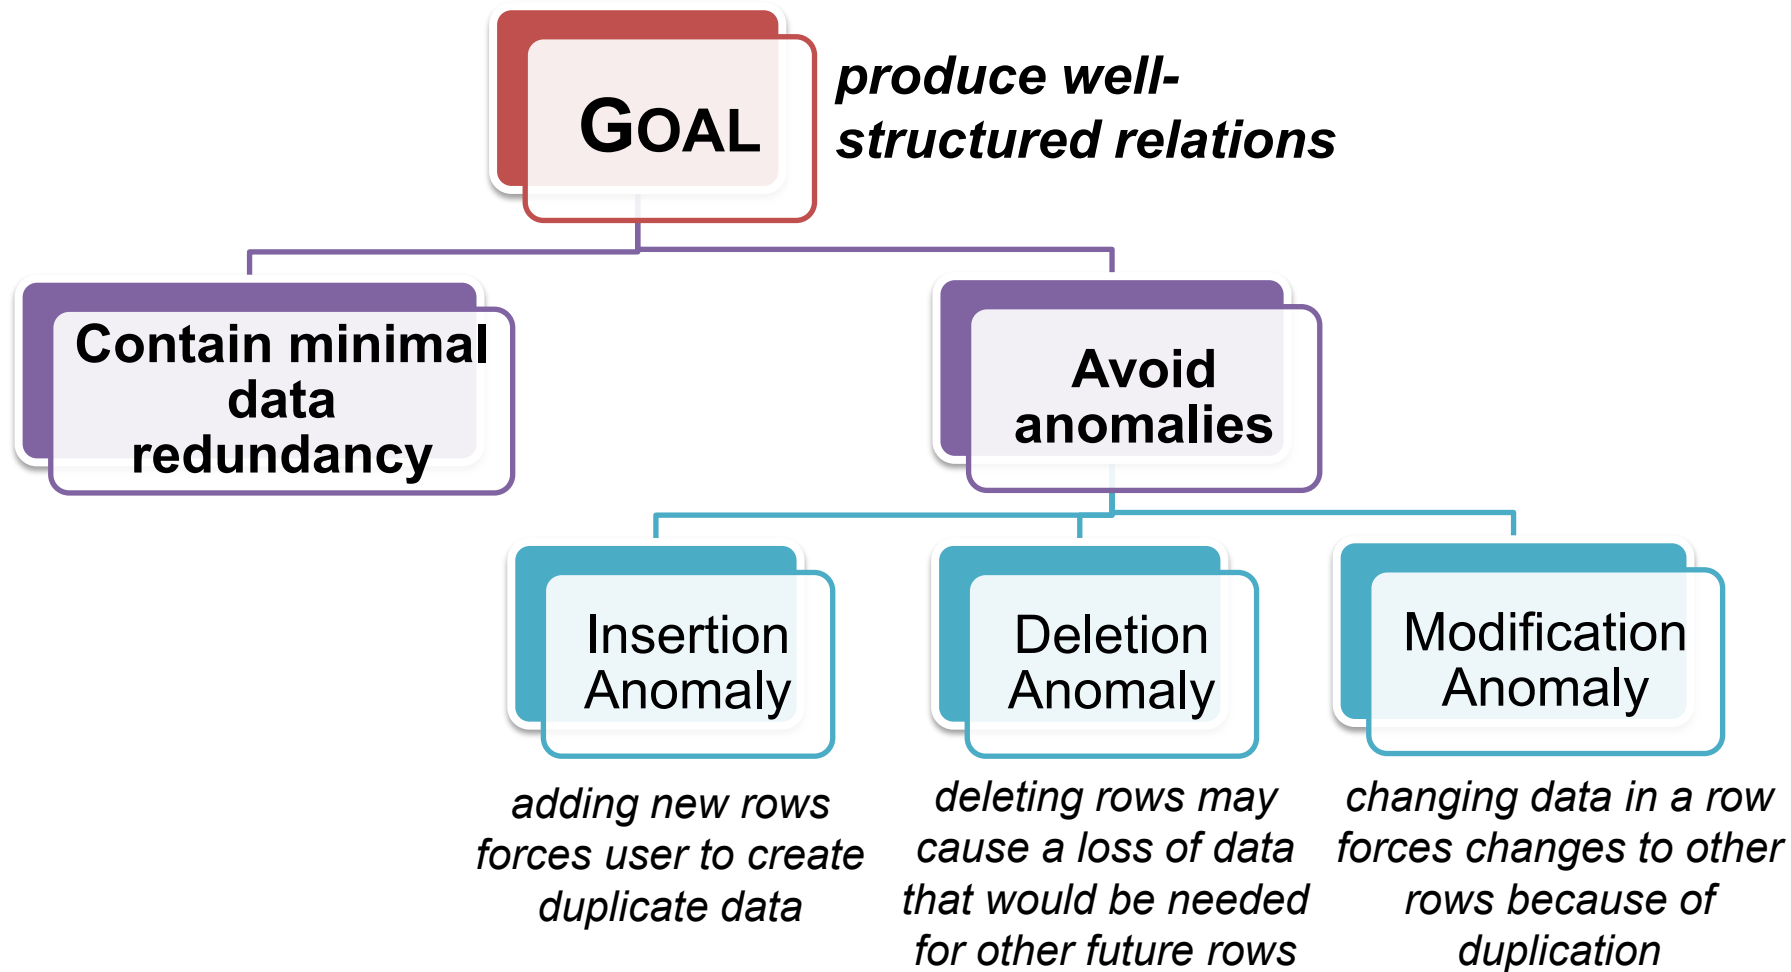 GOAL
produce well-
structured relations
Contain minimal
data
redundancy
Avoid
anomalies
Insertion
Anomaly
Deletion
Anomaly
Modification
Anomaly
adding new rows
forces user to create
duplicate data
deleting rows may
cause a loss of data
that would be needed
for other future rows
changing data in a row
forces changes to other
rows because of
duplication